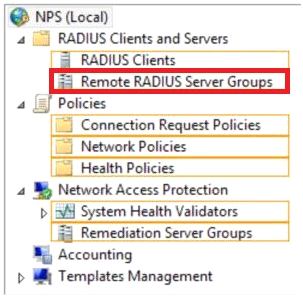 NPS (Local)
RADIUS Clients and Servers
RADIUS Clients
Remote RADIUS Server Groups
Policies
Connection Request Policies
Network Policies
Health Policies
Network Access Protection
System Health Validators
Remediation Server Groups
Accounting
Templates Management